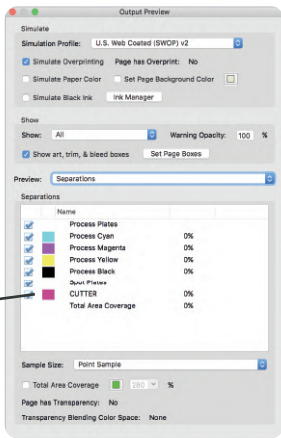 Output Preview
Simulate
Simulation Profile: U.S. Web Coated (SWOP) v2
Simulate Overprinting Page has Overprint: No
Simulate Paper Color Set Page Background Color
Simulate Black Ink Ink Manager
Show
Show: All Warning Opacity: 100 %
Show art, trim, & bleed boxes Set Page Boxes
Preview: Separations
Separations
Name
Process Plates
Process Cyan 0%
Process Magenta 0%
Process Yellow 0%
Process Black 0%
Spot Plates
CUTTER 0%
Total Area Coverage 0%
Sample Size: Point Sample
Total Area Coverage 280 %
Page has Transparency: No
Transparency Blending Color Space: None